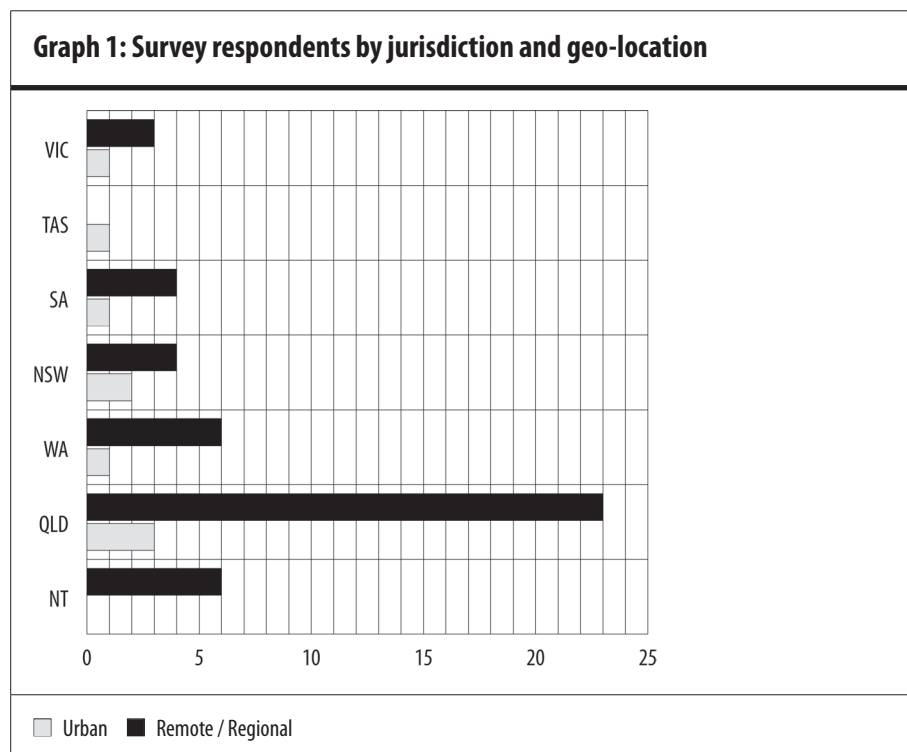 Graph 1: Survey respondents by jurisdiction and geo-location
VIC
TAS
SA
NSW
WA
QLD
NT
0 5 10 15 20 25
Urban Remote / Regional